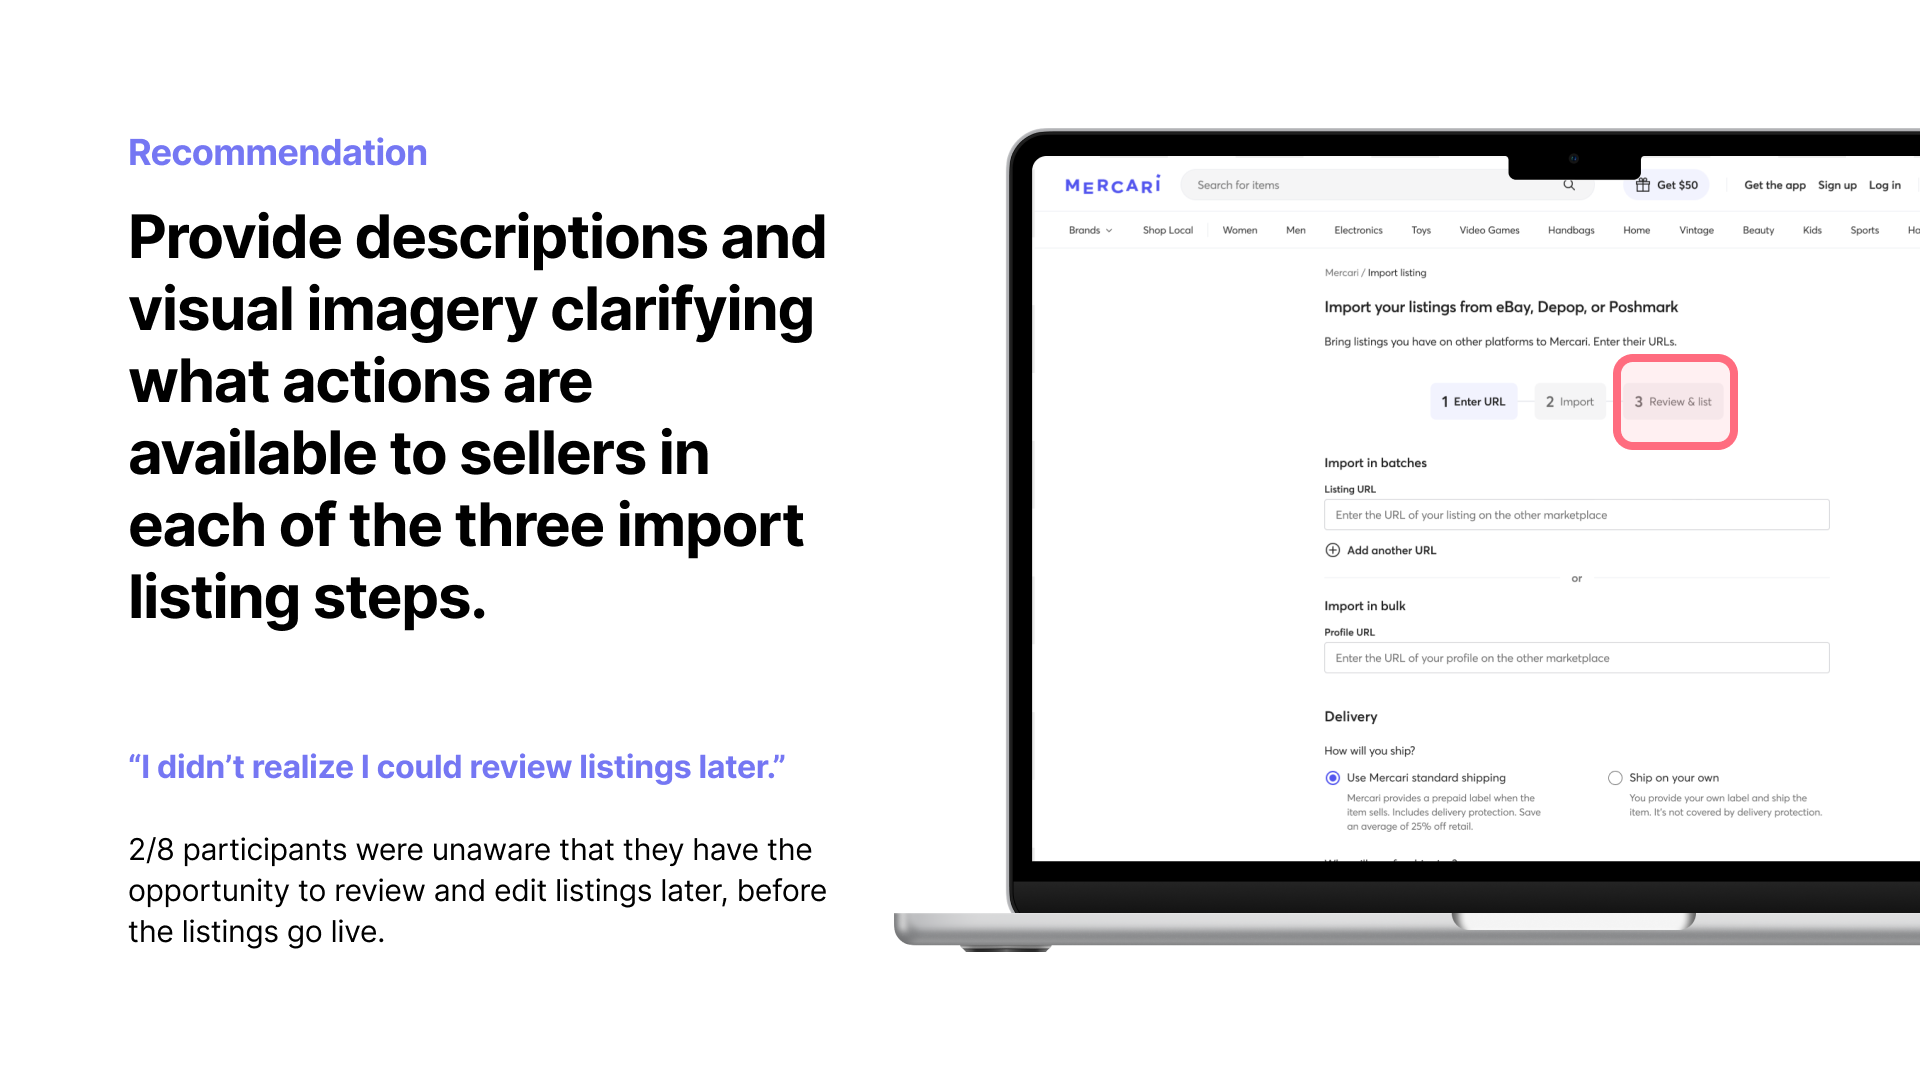 Recommendation
Provide descriptions and
visual imagery clarifying
what actions are
available to sellers in
each of the three import
listing steps.
“I didn’t realize I could review listings later.”
2/8 participants were unaware that they have the
opportunity to review and edit listings later, before
the listings go live.
MERCARI
Search for items
Get $50
Get the app Sign up Log in
Brands Shop Local Women Men Electronics Toys Video Games Handbags Home Vintage Beauty Kids Sports
Mercari / Import listing
Import your listings from eBay, Depop, or Poshmark
Bring listings you have on other platforms to Mercari. Enter their URLs.
1 Enter URL 2 Import 3 Review & list
Import in batches
Listing URL
Enter the URL of your listing on the other marketplace
Add another URL
or
Import in bulk
Profile URL
Enter the URL of your profile on the other marketplace
Delivery
How will you ship?
Use Mercari standard shipping
Mercari provides a prepaid label when the
item sells. Includes delivery protection. Save
an average of 25% off retail.
Ship on your own
You provide your own label and ship the
item. It's not covered by delivery protection.